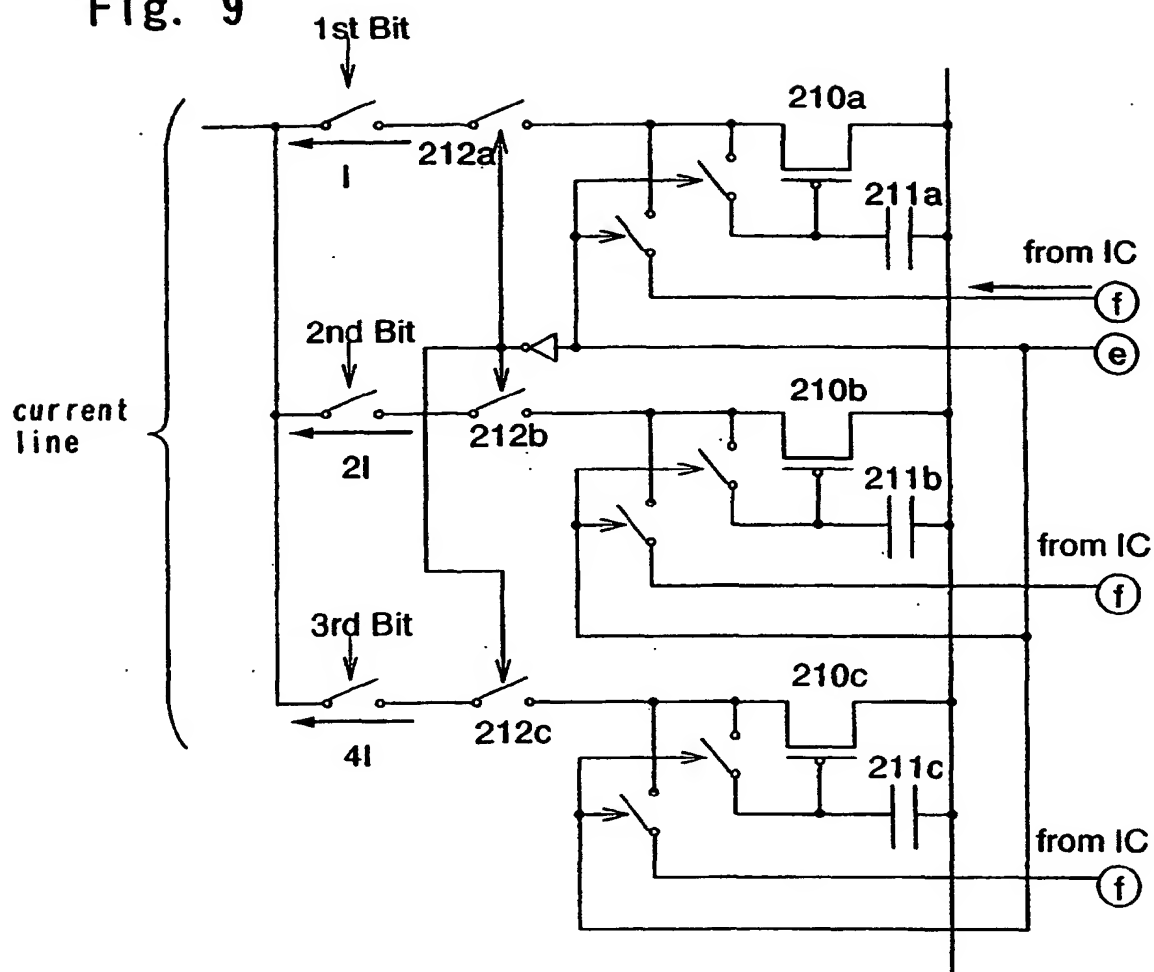 Fig. 9
1st Bit
210a
212a
I
211a
from IC
f
2nd Bit
e
210b
current
line
212b
2I
211b
from IC
f
3rd Bit
210c
212c
4I
211c
from IC
f